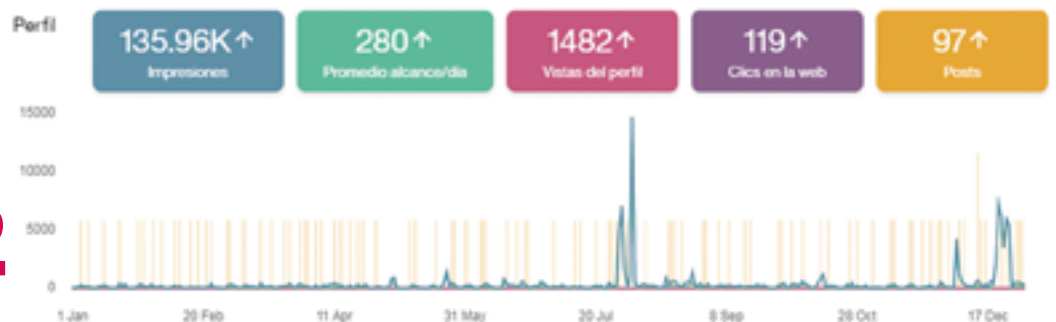 Perfil
135.96K↑
Impresiones
280↑
Promedio alcance/día
1482↑
Vistas del perfil
119↑
Clics en la web
97↑
Posts
15000
10000
5000
0
1 Jan
20 Feb
11 Apr
31 May
20 Jul
8 Sep
28 Oct
17 Dec